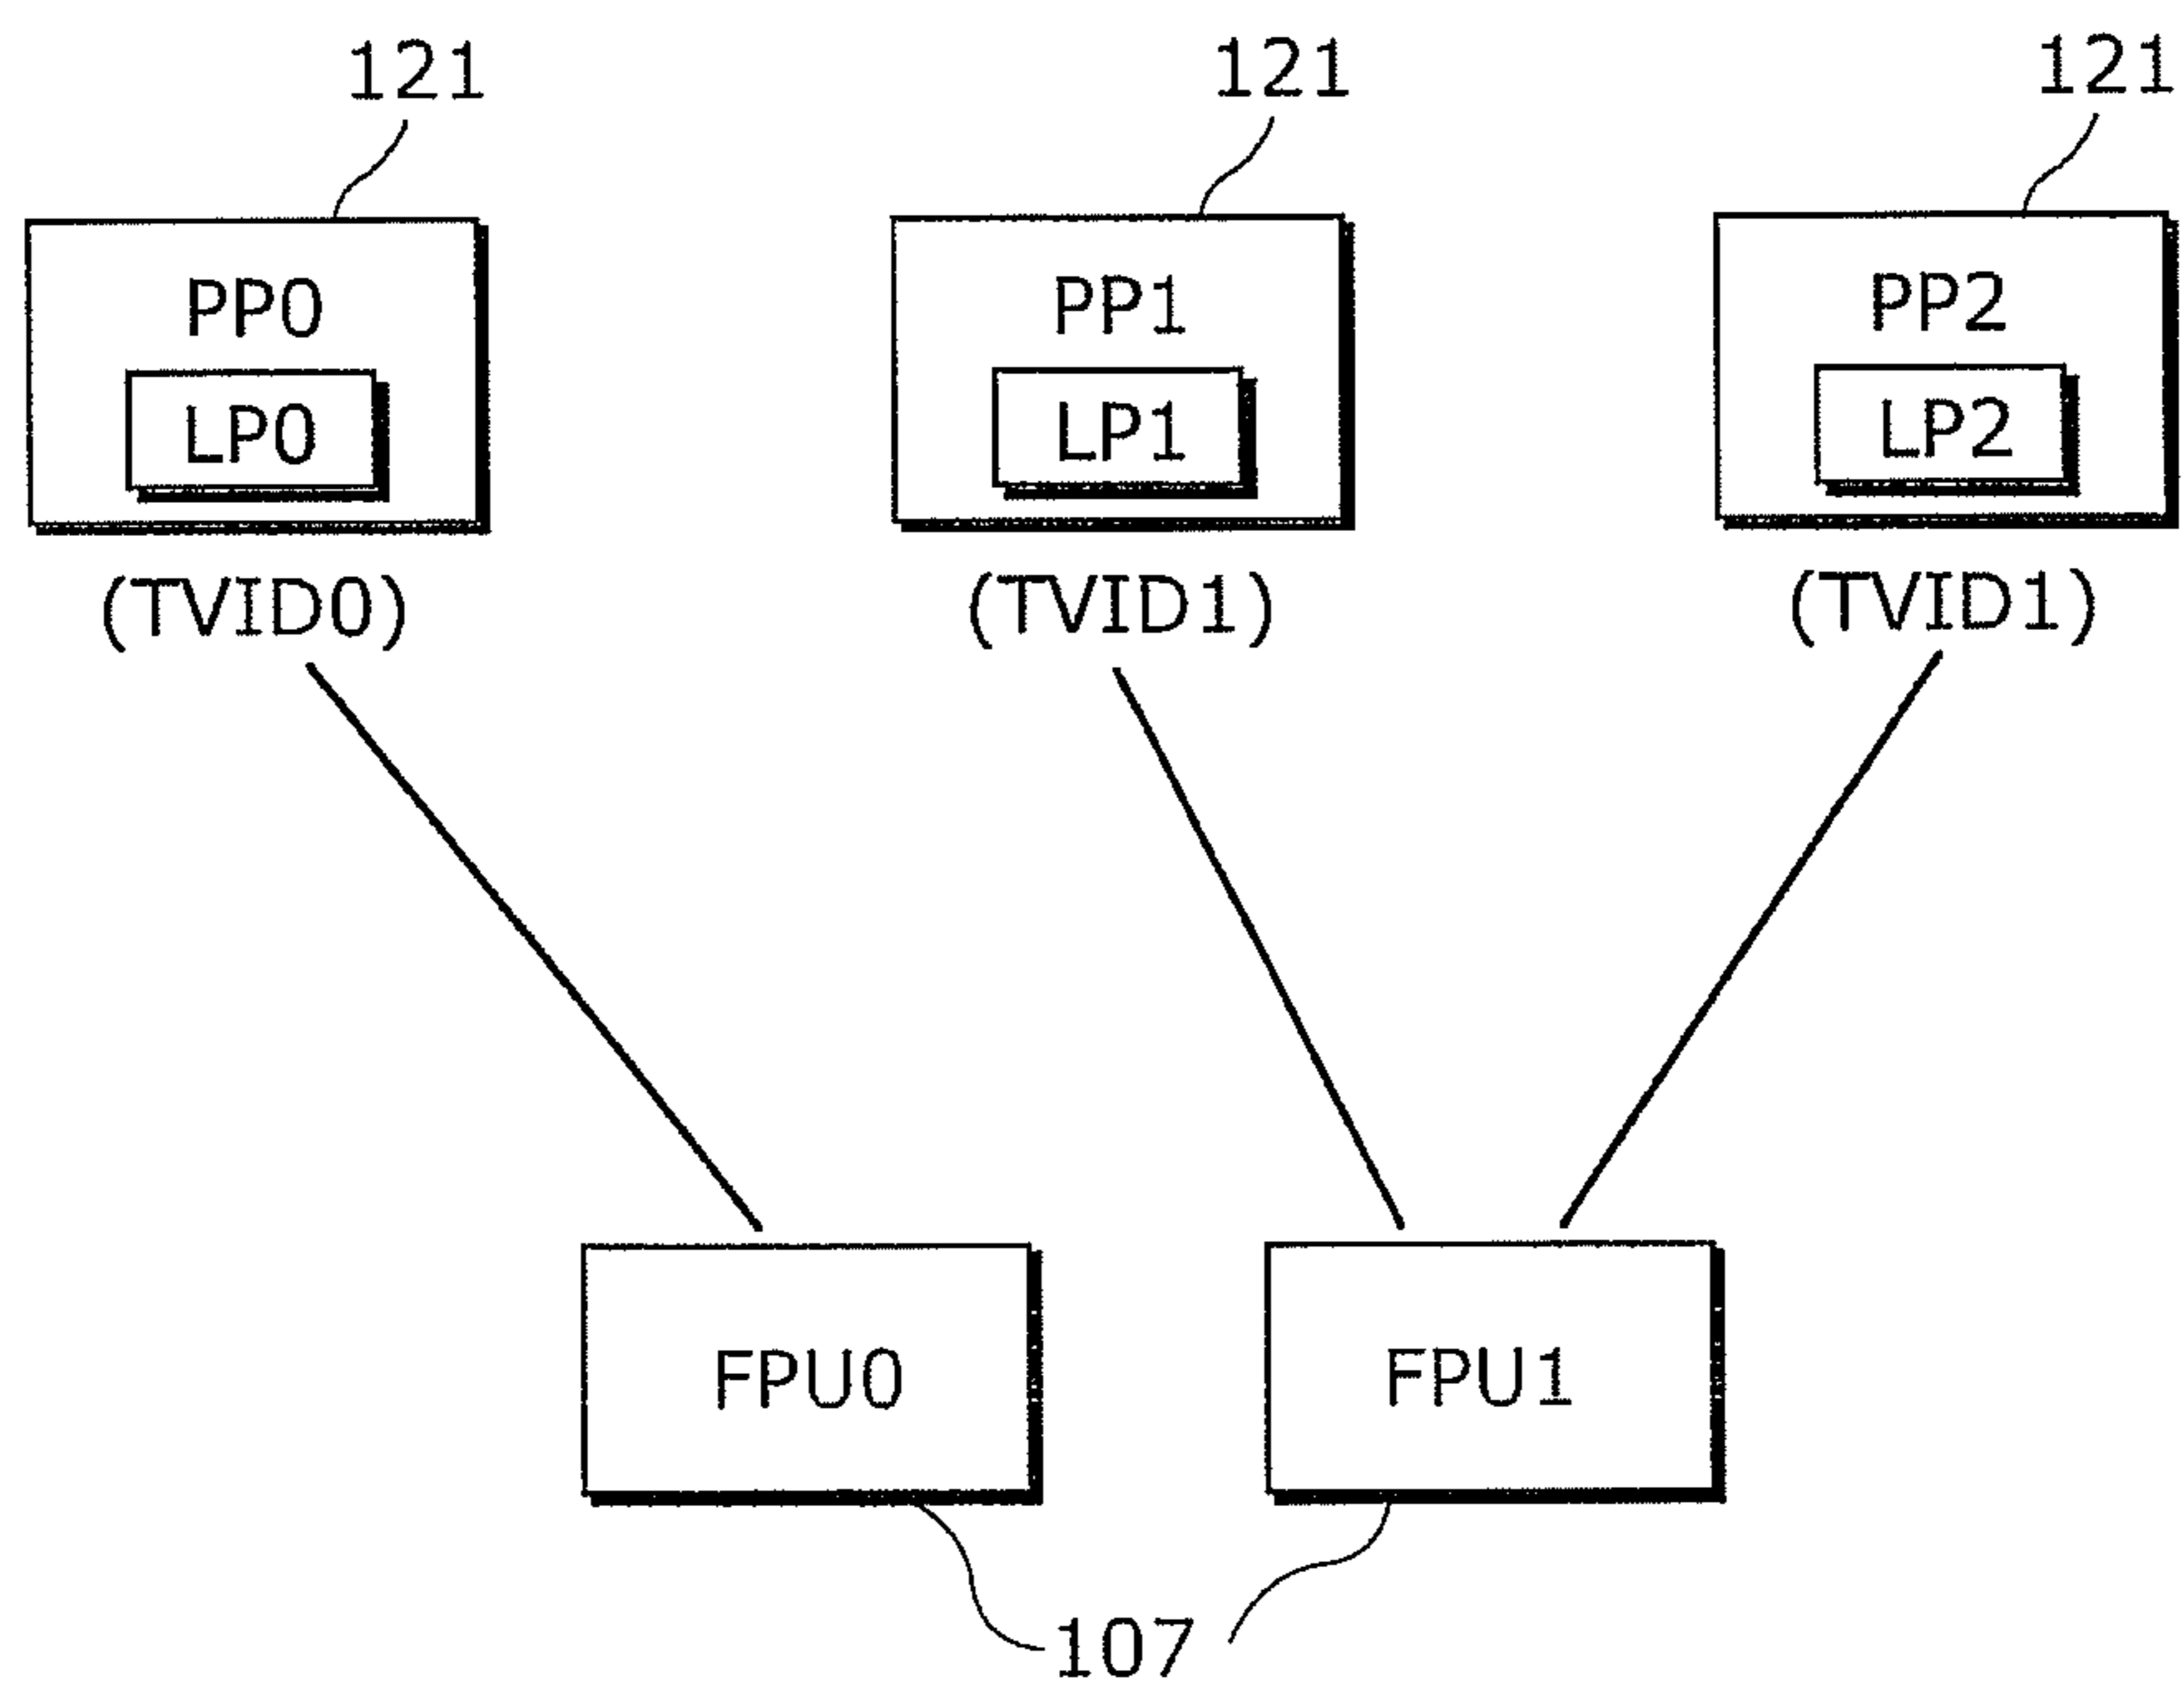 121 121 121
PP0 PP1 PP2
LP0 LP1 LP2
(TVID0) (TVID1) (TVID1)
FPU0 FPU1
107